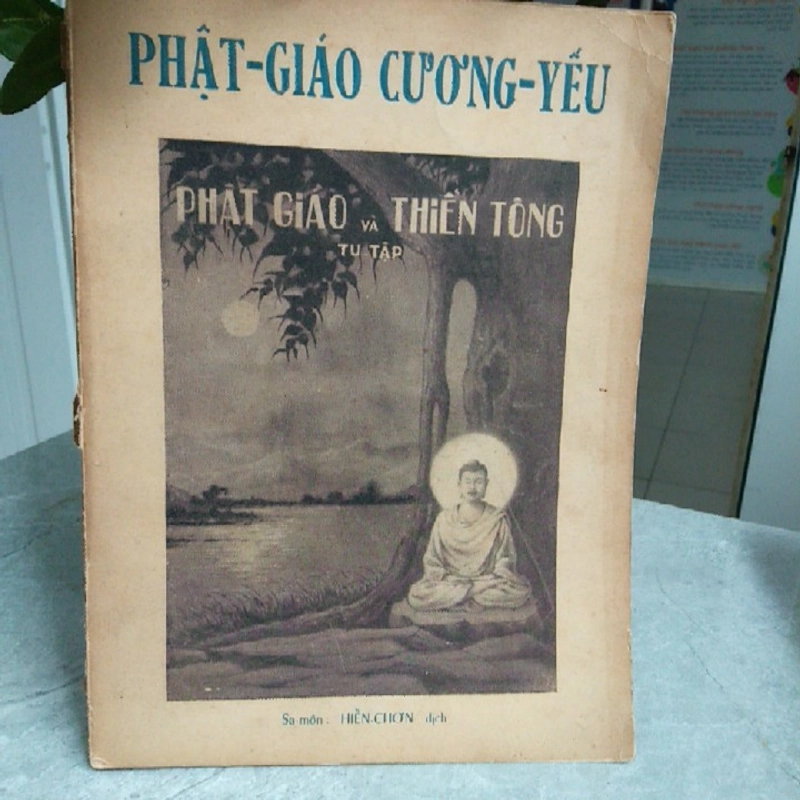 PHẬT-GIÁO CƯƠNG-YẾU
PHẬT GiÁO VÀ THiỀN TÔNG
TU TẬP
Sa môn : HIỂN-CHƠN dịch